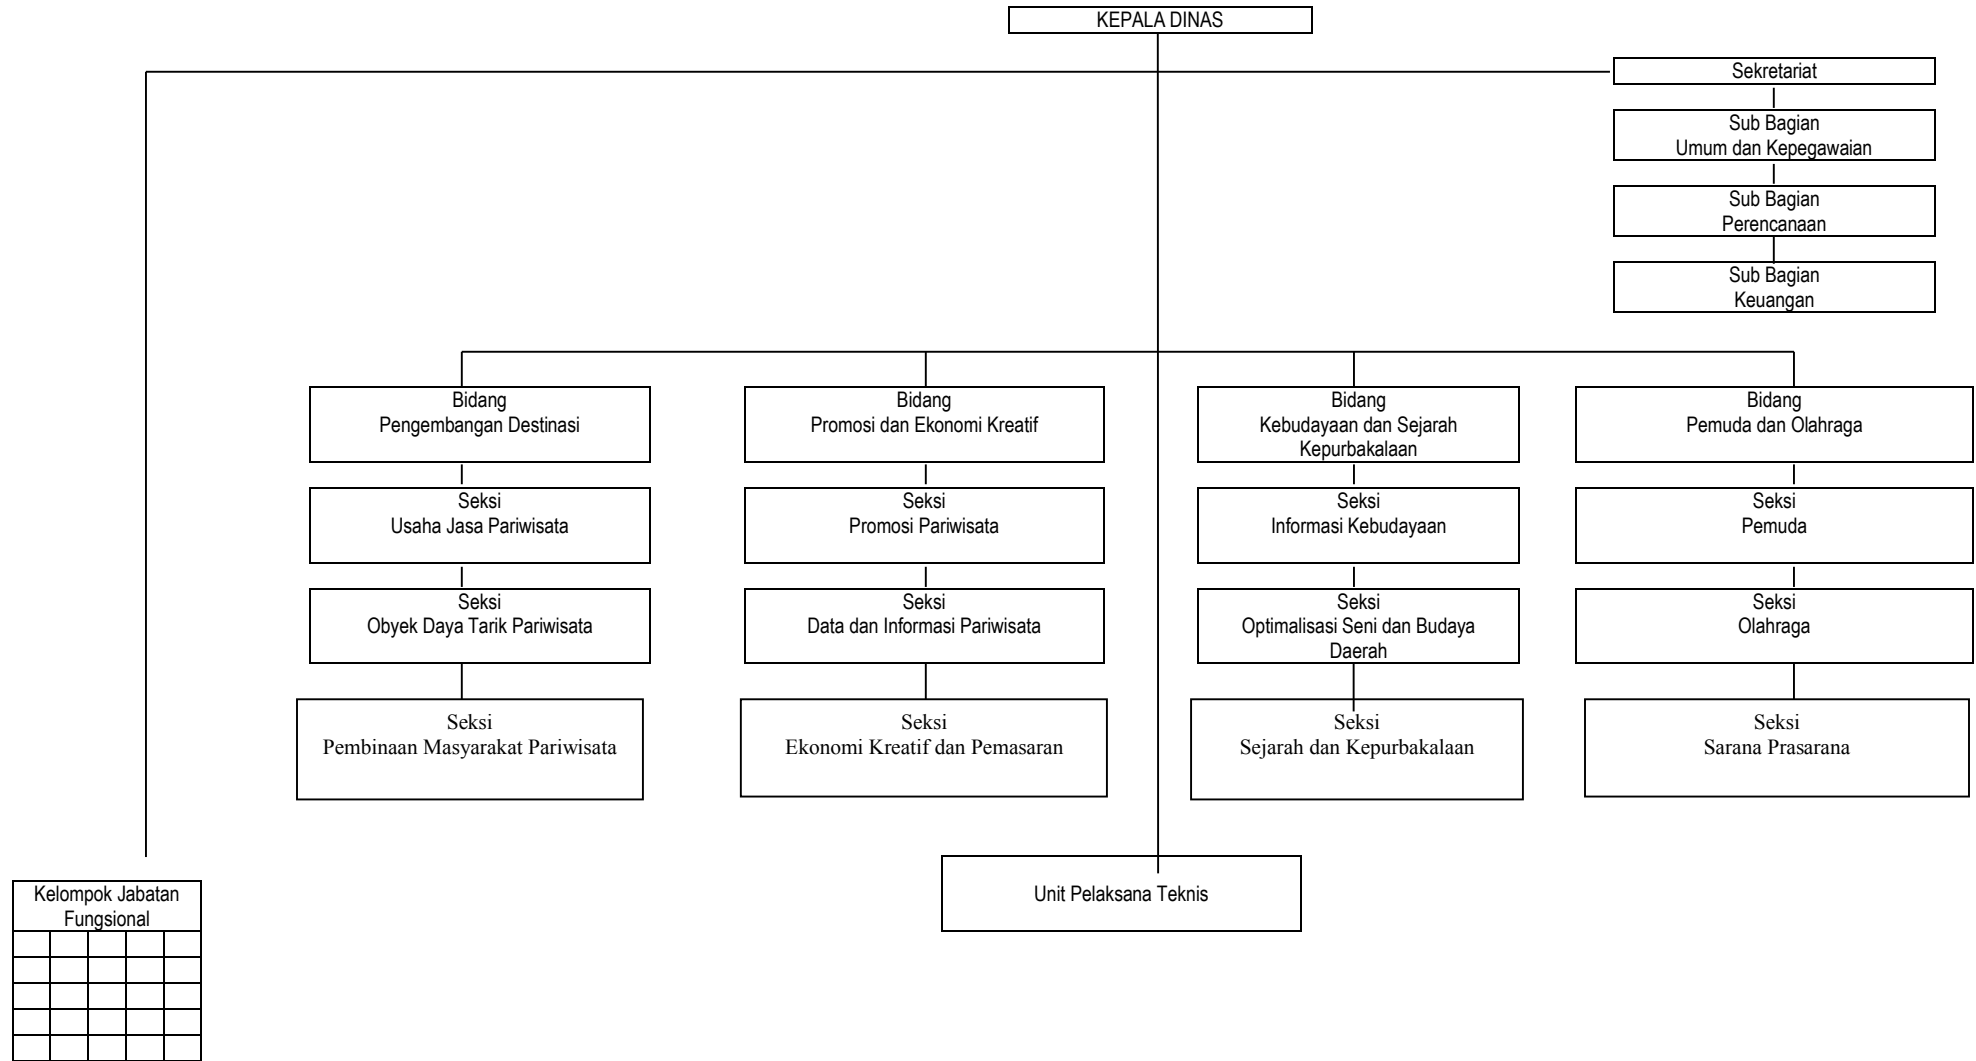 KEPALA DINAS
Sekretariat
Sub Bagian
Umum dan Kepegawaian
Sub Bagian
Perencanaan
Sub Bagian
Keuangan
Bidang
Pengembangan Destinasi
Bidang
Promosi dan Ekonomi Kreatif
Bidang
Kebudayaan dan Sejarah
Kepurbakalaan
Bidang
Pemuda dan Olahraga
Seksi
Usaha Jasa Pariwisata
Seksi
Promosi Pariwisata
Seksi
Informasi Kebudayaan
Seksi
Pemuda
Seksi
Obyek Daya Tarik Pariwisata
Seksi
Data dan Informasi Pariwisata
Seksi
Optimalisasi Seni dan Budaya
Daerah
Seksi
Olahraga
Seksi
Pembinaan Masyarakat Pariwisata
Seksi
Ekonomi Kreatif dan Pemasaran
Seksi
Sejarah dan Kepurbakalaan
Seksi
Sarana Prasarana
Kelompok Jabatan
Fungsional
Unit Pelaksana Teknis